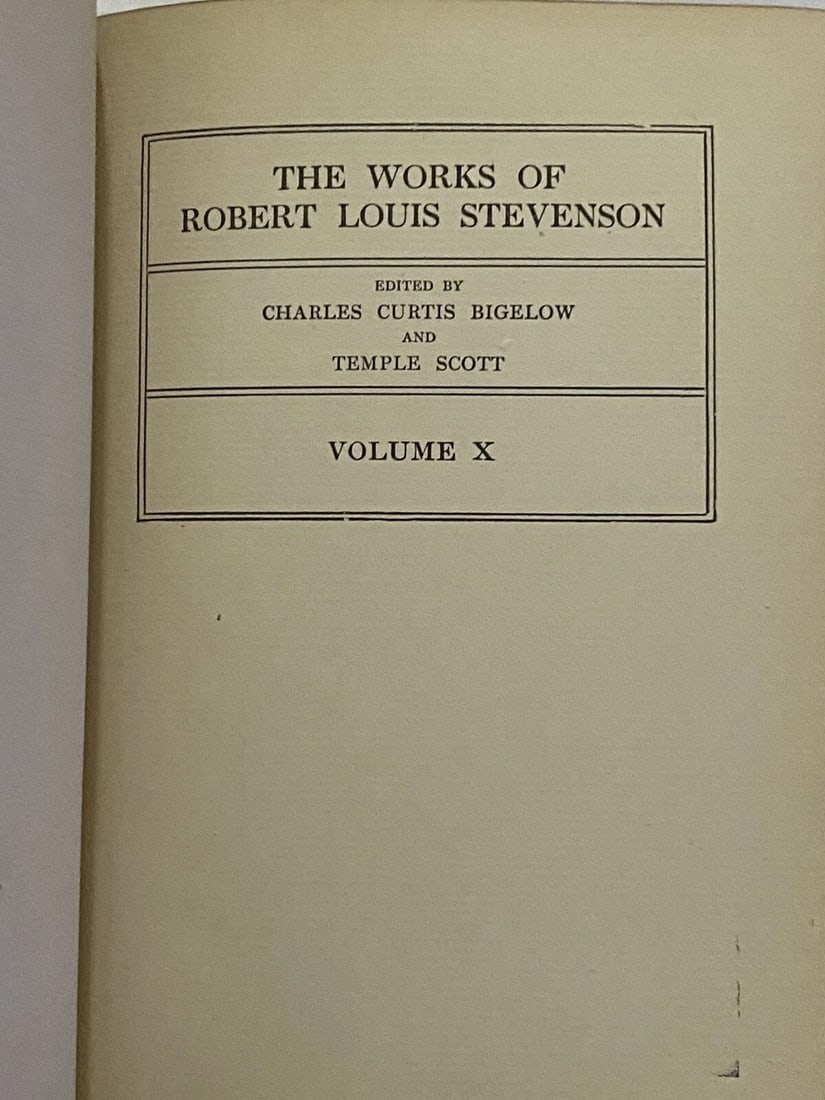 THE WORKS OF
ROBERT LOUIS STEVENSON
EDITED BY
CHARLES CURTIS BIGELOW
AND
TEMPLE SCOTT
VOLUME X